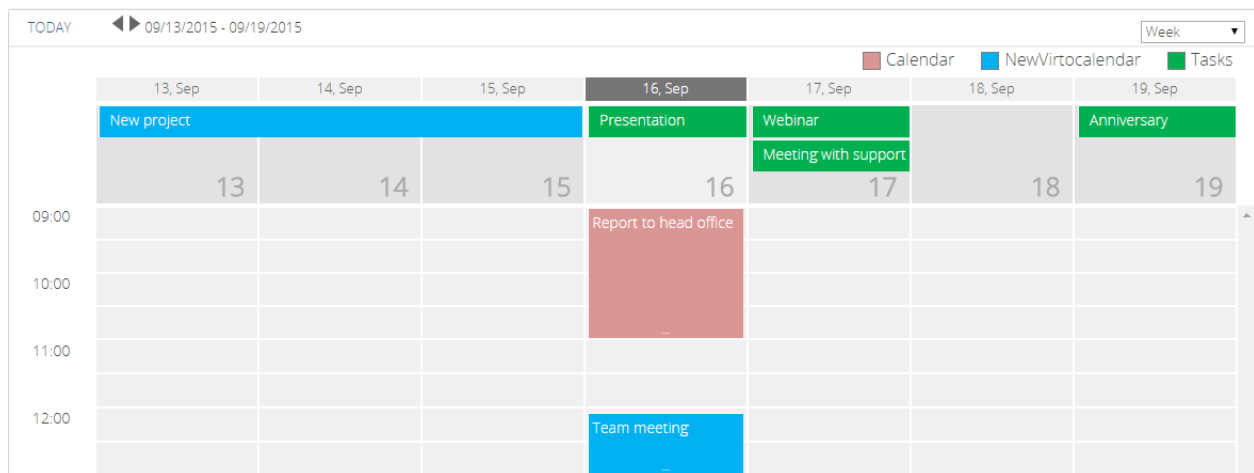 TODAY 09/13/2015 - 09/19/2015 Week
Calendar NewVirtocalendar Tasks
13, Sep 14, Sep 15, Sep 16, Sep 17, Sep 18, Sep 19, Sep
New project Presentation Webinar Anniversary
Meeting with support
13 14 15 16 17 18 19
09:00 Report to head office
10:00
...
11:00
12:00 Team meeting
...